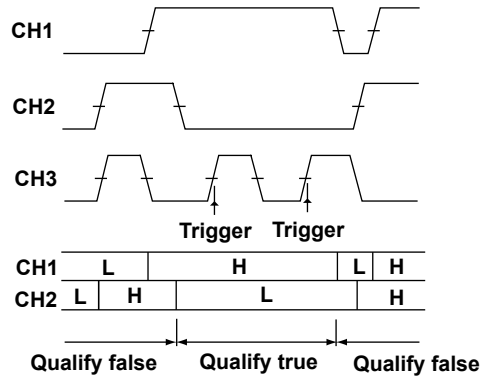 CH1
CH2
CH3
Trigger Trigger
CH1 L H L H
CH2 L H L H
Qualify false Qualify true Qualify false